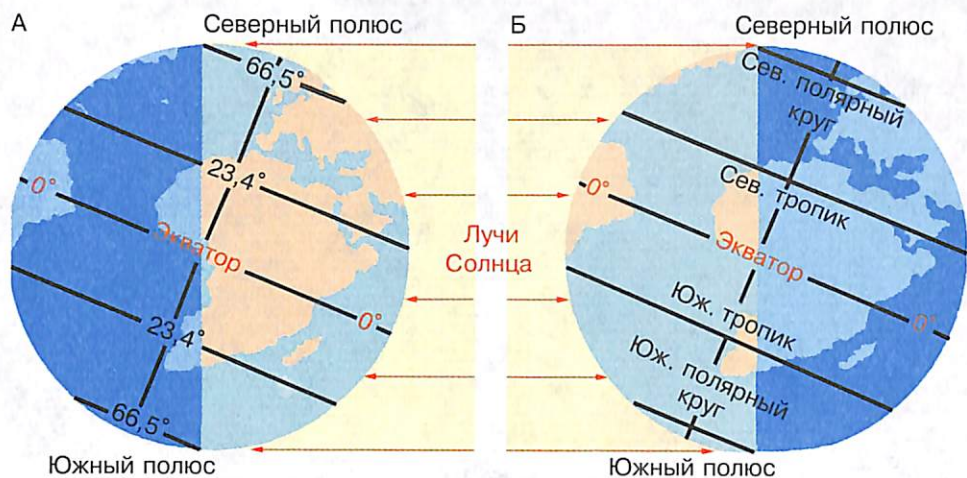 А
Северный полюс
66,5°
23,4°
0°
Экватор
0°
23,4°
66,5°
Южный полюс
Лучи
Солнца
Б
Северный полюс
Сев. полярный
круг
Сев. тропик
0°
Экватор
0°
Юж. тропик
Юж. полярный
круг
Южный полюс